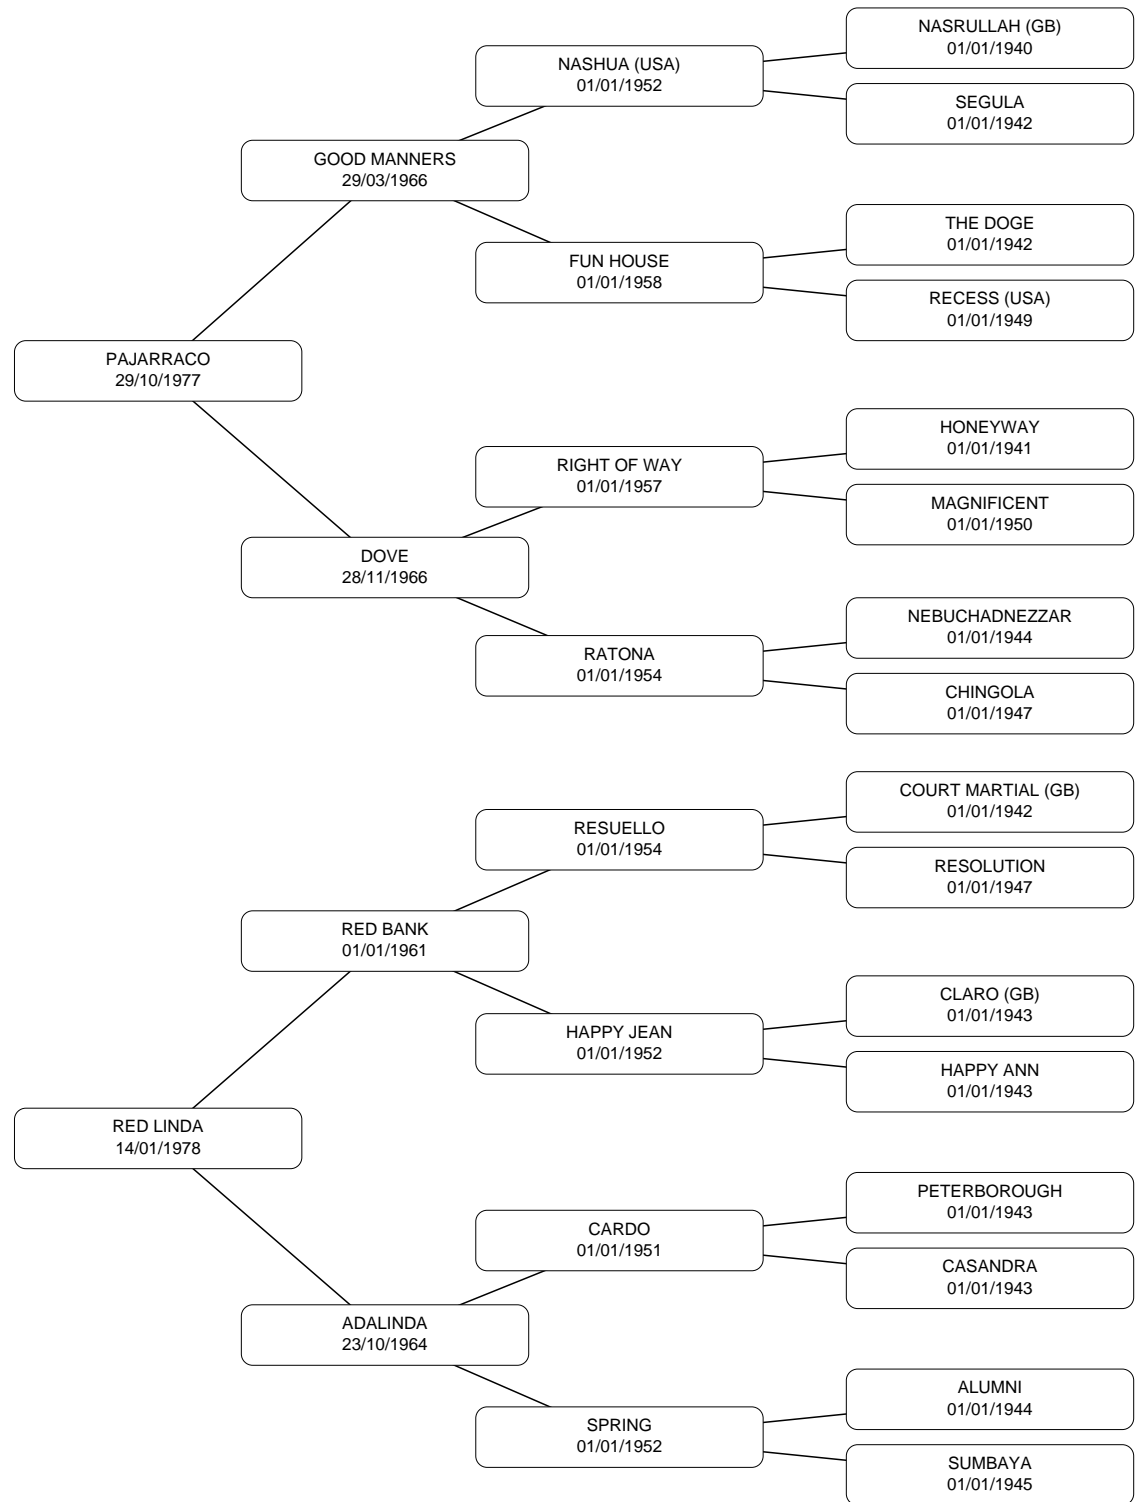 NASRULLAH (GB)
01/01/1940
NASHUA (USA)
01/01/1952
SEGULA
01/01/1942
GOOD MANNERS
29/03/1966
THE DOGE
01/01/1942
FUN HOUSE
01/01/1958
RECESS (USA)
01/01/1949
PAJARRACO
29/10/1977
HONEYWAY
01/01/1941
RIGHT OF WAY
01/01/1957
MAGNIFICENT
01/01/1950
DOVE
28/11/1966
NEBUCHADNEZZAR
01/01/1944
RATONA
01/01/1954
CHINGOLA
01/01/1947
COURT MARTIAL (GB)
01/01/1942
RESUELLO
01/01/1954
RESOLUTION
01/01/1947
RED BANK
01/01/1961
CLARO (GB)
01/01/1943
HAPPY JEAN
01/01/1952
HAPPY ANN
01/01/1943
RED LINDA
14/01/1978
PETERBOROUGH
01/01/1943
CARDO
01/01/1951
CASANDRA
01/01/1943
ADALINDA
23/10/1964
ALUMNI
01/01/1944
SPRING
01/01/1952
SUMBAYA
01/01/1945